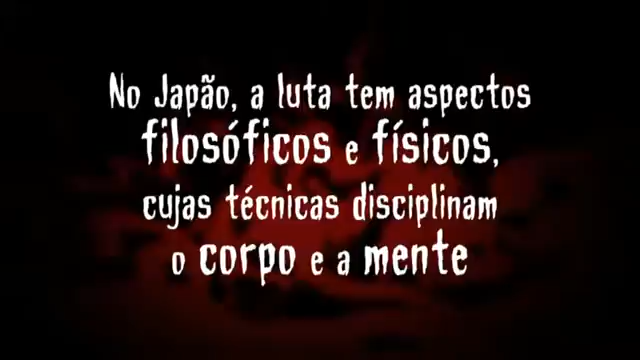 No Japão, a luta tem aspectos
filosóficos e físicos,
cujas técnicas disciplinam
o corpo e a mente